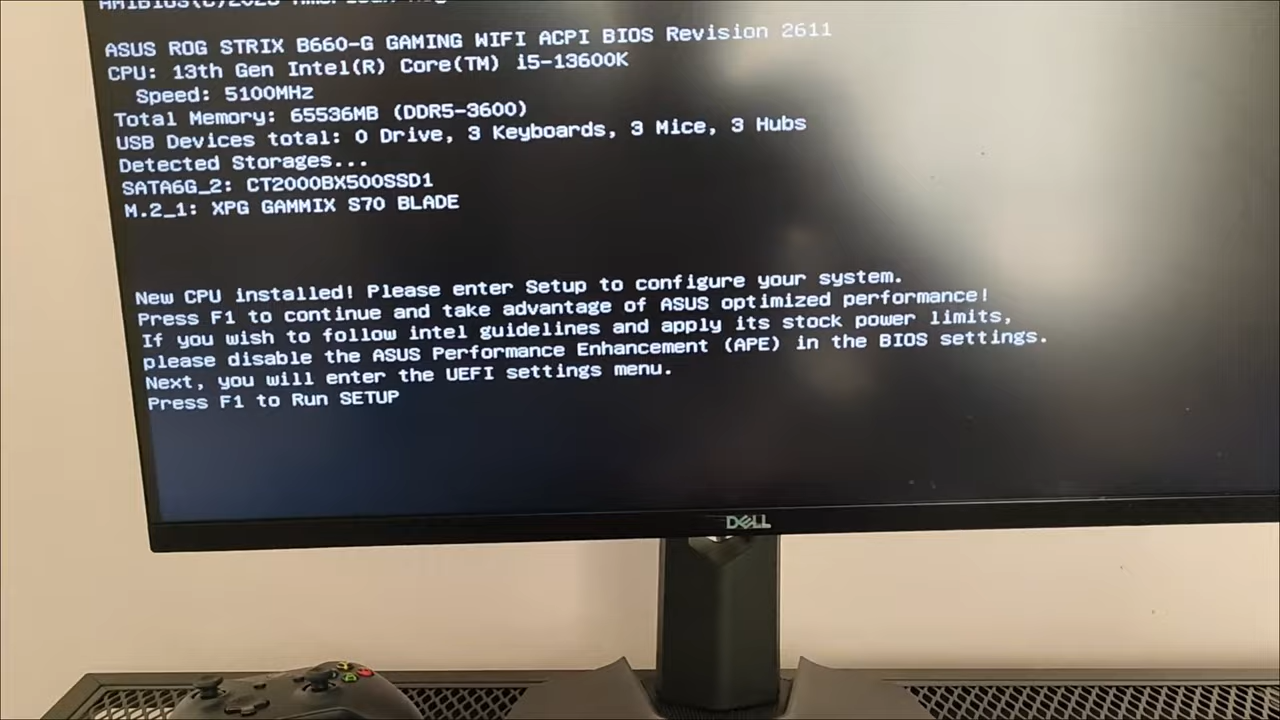 ASUS ROG STRIX B660-G GAMING WIFI ACPI BIOS Revision 2611
CPU: 13th Gen Intel(R) Core(TM) i5-13600K
Speed: 5100MHz
Total Memory: 65536MB (DDR5-3600)
USB Devices total: 0 Drive, 3 Keyboards, 3 Mice, 3 Hubs
Detected Storages...
SATA6G_2: CT2000BX500SSD1
M.2_1: XPG GAMMIX S70 BLADE
New CPU installed! Please enter Setup to configure your system.
Press F1 to continue and take advantage of ASUS optimized performance!
If you wish to follow intel guidelines and apply its stock power limits,
please disable the ASUS Performance Enhancement (APE) in the BIOS settings.
Next, you will enter the UEFI settings menu.
Press F1 to Run SETUP
DELL